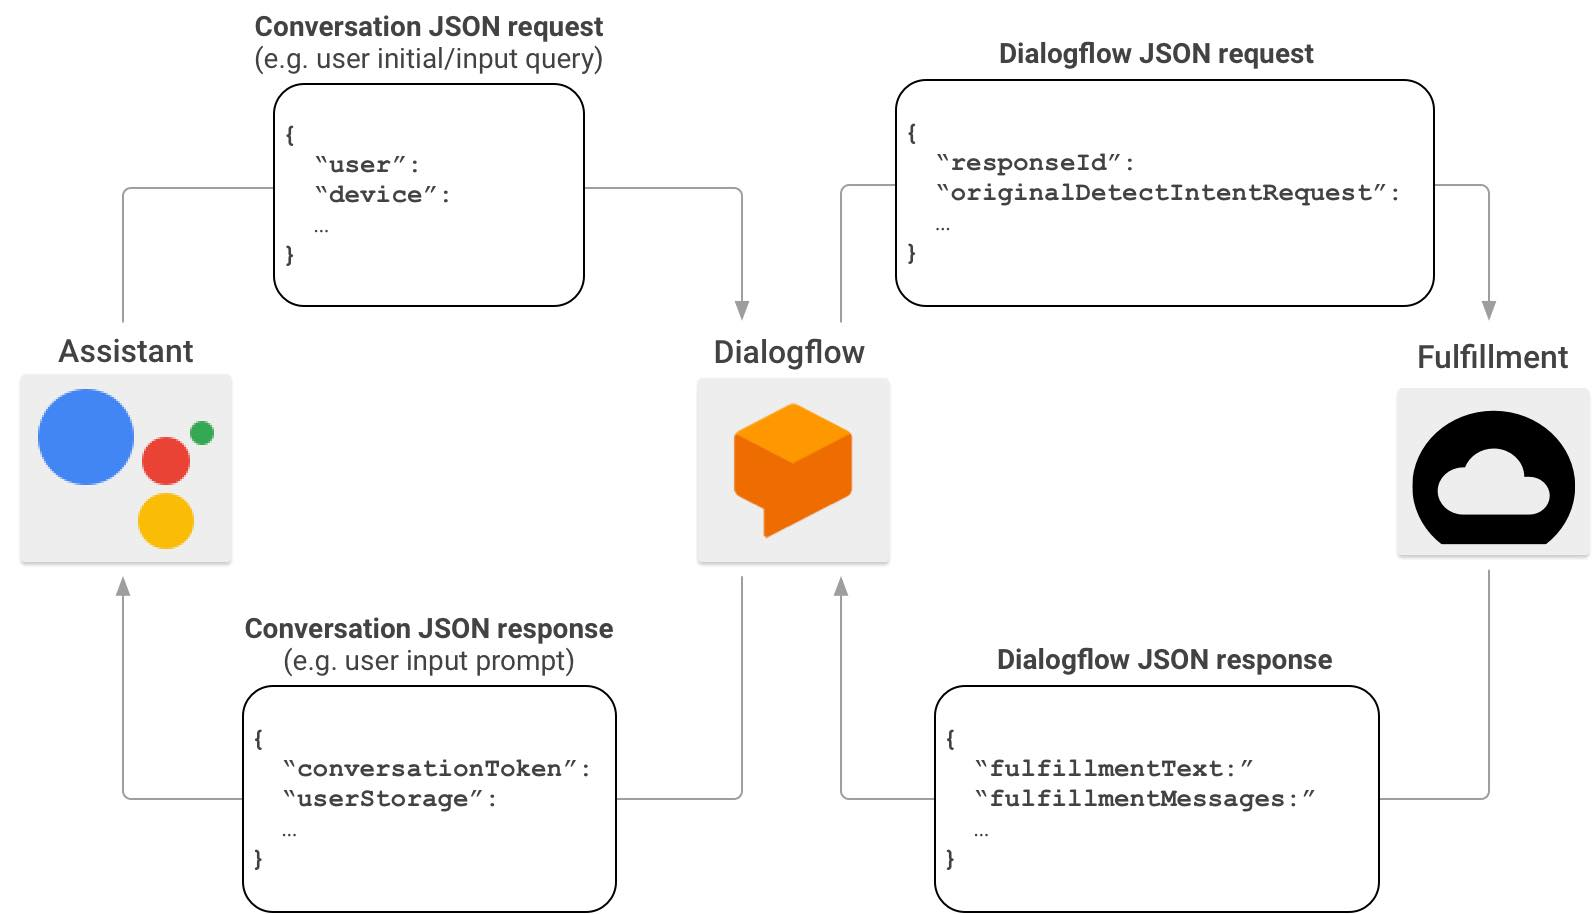 Conversation JSON request
(e.g. user initial/input query)
{
“user”:
“device”:
…
}
Dialogflow JSON request
{
“responseId”:
“originalDetectIntentRequest”:
…
}
Assistant
Dialogflow
Fulfillment
Conversation JSON response
(e.g. user input prompt)
{
“conversationToken”:
“userStorage”:
…
}
Dialogflow JSON response
{
“fulfillmentText:”
“fulfillmentMessages:”
…
}